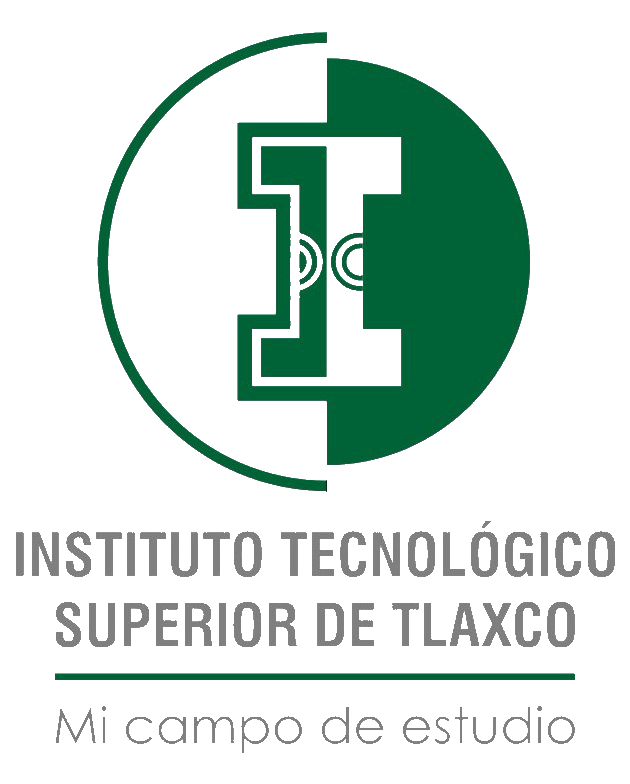 INSTITUTO TECNOLÓGICO
SUPERIOR DE TLAXCO
Mi campo de estudio